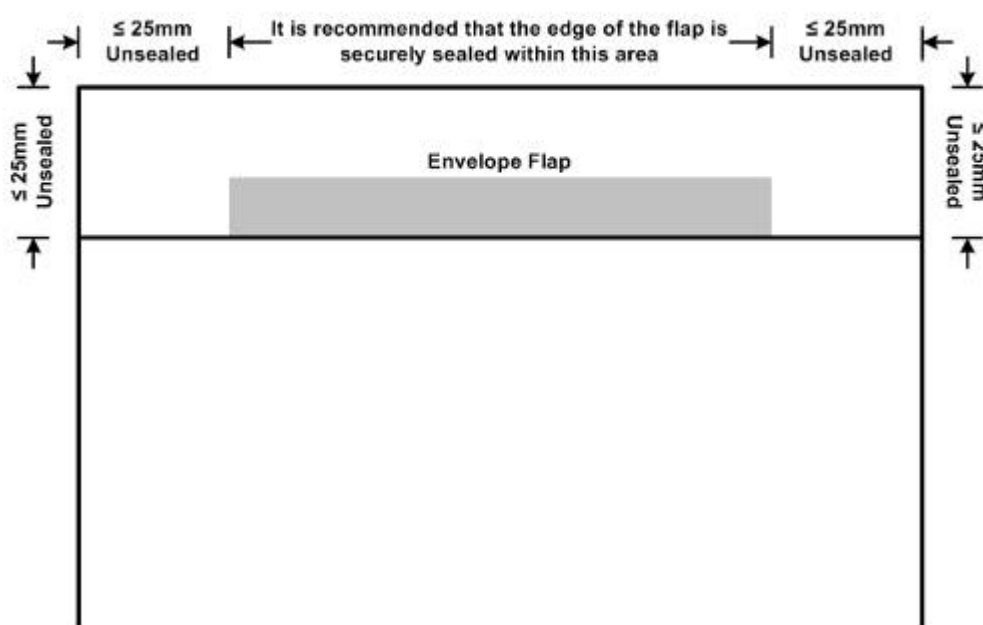 ≤ 25mm
Unsealed
It is recommended that the edge of the flap is
securely sealed within this area
≤ 25mm
Unsealed
≤ 25mm
Unsealed
Envelope Flap
≤ 25mm
Unsealed